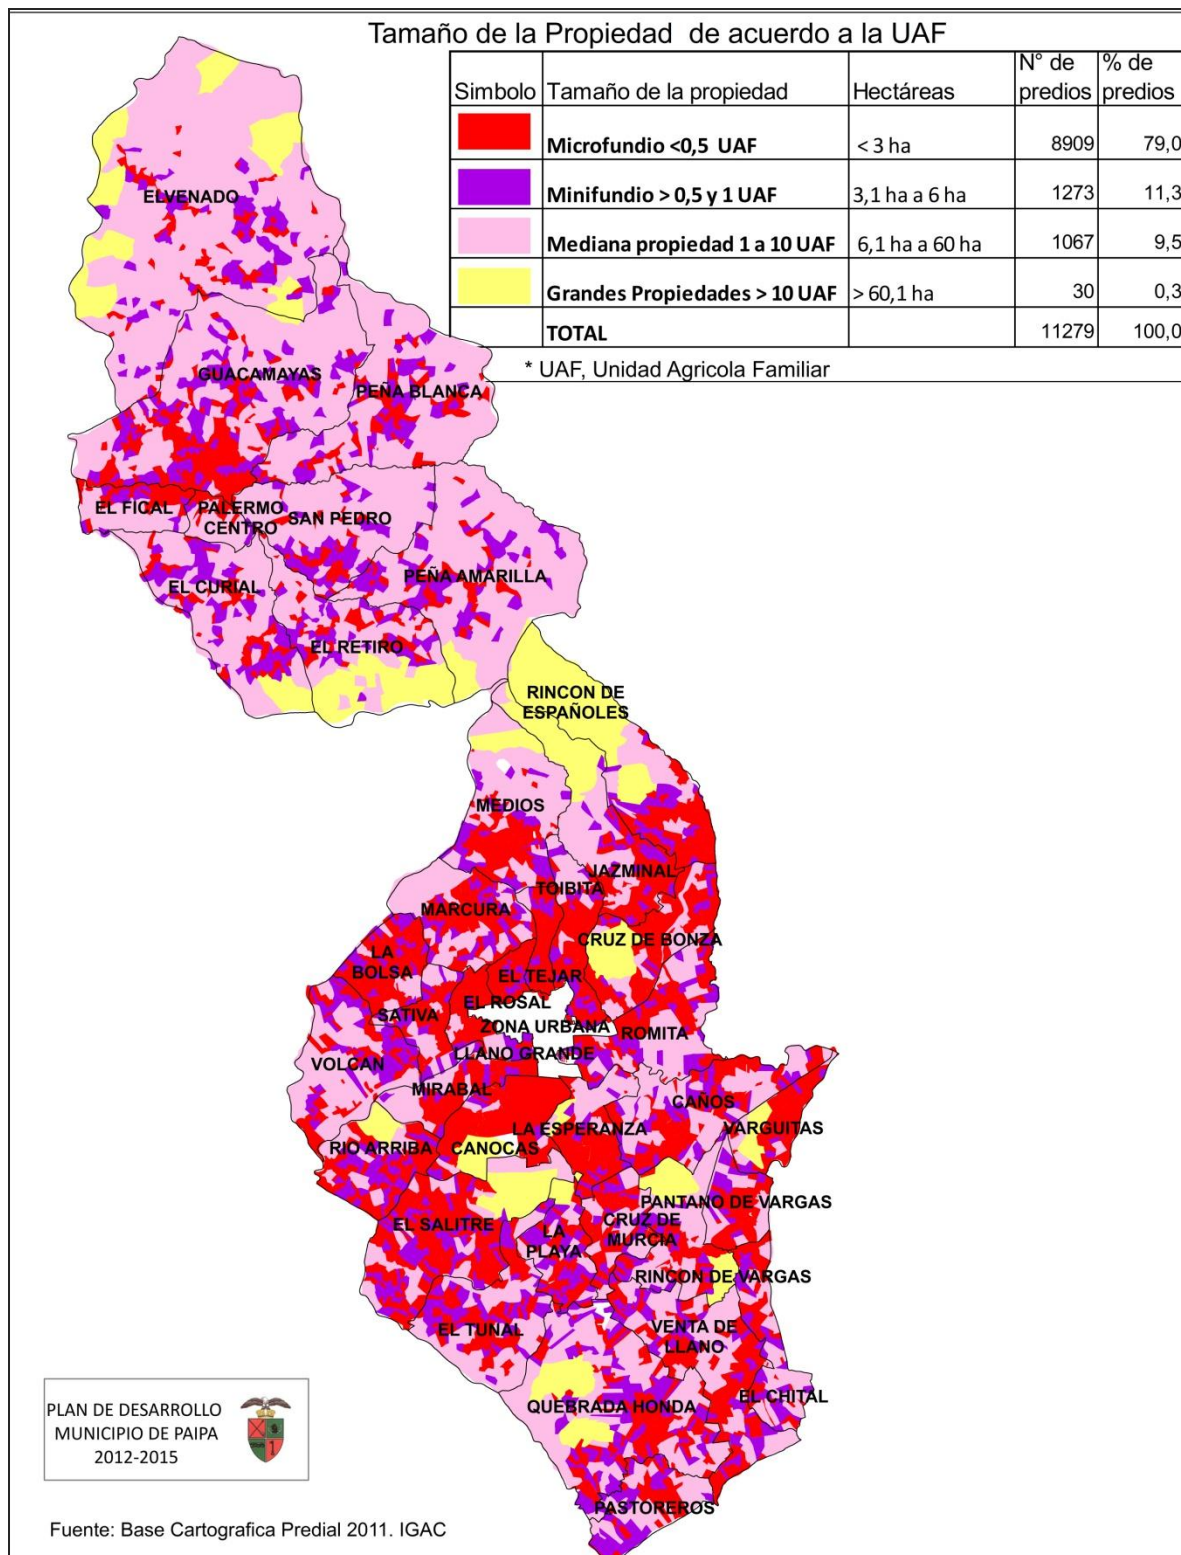 Tamaño de la Propiedad de acuerdo a la UAF
Simbolo Tamaño de la propiedad Hectáreas N° de predios % de predios
Microfundio <0,5 UAF < 3 ha 8909 79,0
Minifundio > 0,5 y 1 UAF 3,1 ha a 6 ha 1273 11,3
Mediana propiedad 1 a 10 UAF 6,1 ha a 60 ha 1067 9,5
Grandes Propiedades > 10 UAF > 60,1 ha 30 0,3
TOTAL 11279 100,0
* UAF, Unidad Agricola Familiar
ELVENADO
GUACAMAYAS
PEÑA BLANCA
EL FICAL
PALERMO
CENTRO
SAN PEDRO
EL CURIAL
PEÑA AMARILLA
EL RETIRO
RINCON DE
ESPAÑOLES
MEDIOS
JAZMINAL
TOIBITA
MARCURA
CRUZ DE BONZA
LA
BOLSA
EL TEJAR
EL ROSAL
SATIVA
ZONA URBANA
ROMITA
LLANO GRANDE
VOLCAN
MIRABAL
CAÑOS
LA ESPERANZA
VARGUITAS
RIO ARRIBA
CANOCAS
PANTANO DE VARGAS
EL SALITRE
CRUZ DE
MURCIA
LA
PLAYA
RINCON DE VARGAS
EL TUNAL
VENTA DE
LLANO
EL CHITAL
QUEBRADA HONDA
PASTOREROS
PLAN DE DESARROLLO
MUNICIPIO DE PAIPA
2012-2015
Fuente: Base Cartografica Predial 2011. IGAC